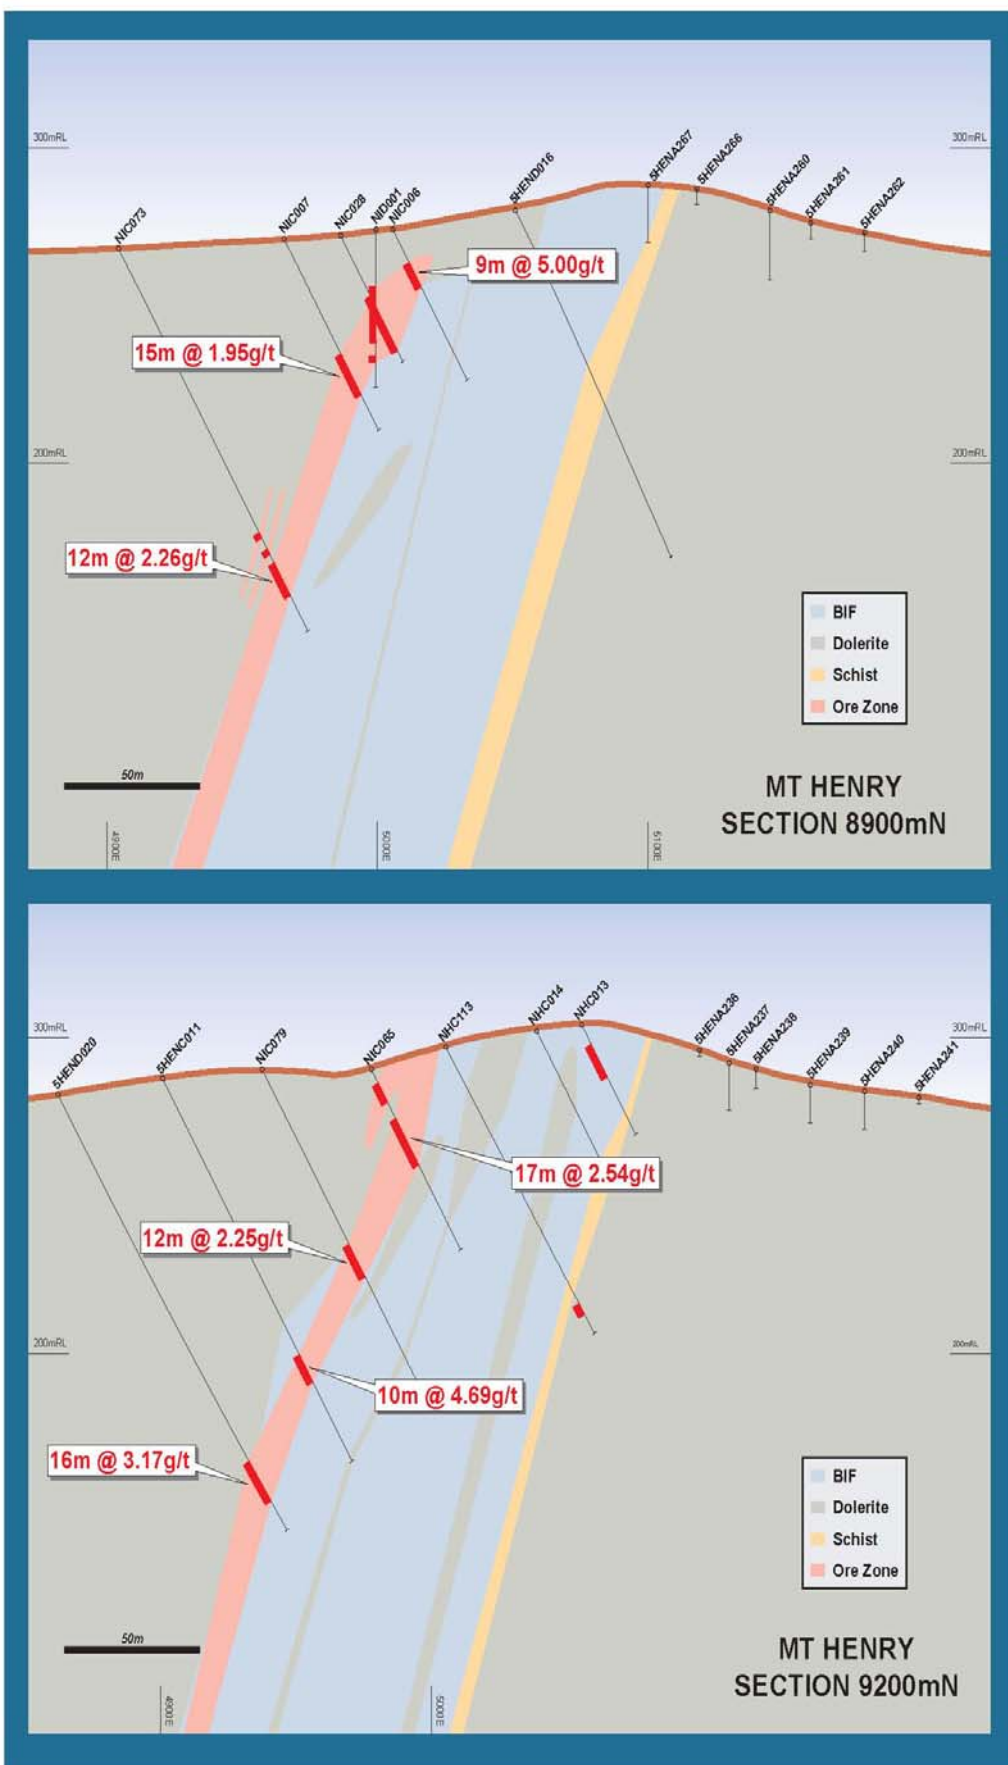 300mRL
300mRL
NIC073
NIC007
NIC028
NID001
NIC006
5HEND016
5HENA267
5HENA266
5HENA260
5HENA261
5HENA262
9m @ 5.00g/t
15m @ 1.95g/t
200mRL
200mRL
12m @ 2.26g/t
BIF
Dolerite
Schist
Ore Zone
50m
MT HENRY
SECTION 8900mN
4900E
5000E
5100E
300mRL
300mRL
5HEND020
5HENC011
NIC079
NIC065
NHC113
NHC014
NHC013
5HENA236
5HENA237
5HENA238
5HENA239
5HENA240
5HENA241
17m @ 2.54g/t
12m @ 2.25g/t
200mRL
200mRL
10m @ 4.69g/t
16m @ 3.17g/t
BIF
Dolerite
Schist
Ore Zone
50m
MT HENRY
SECTION 9200mN
4900E
5000E